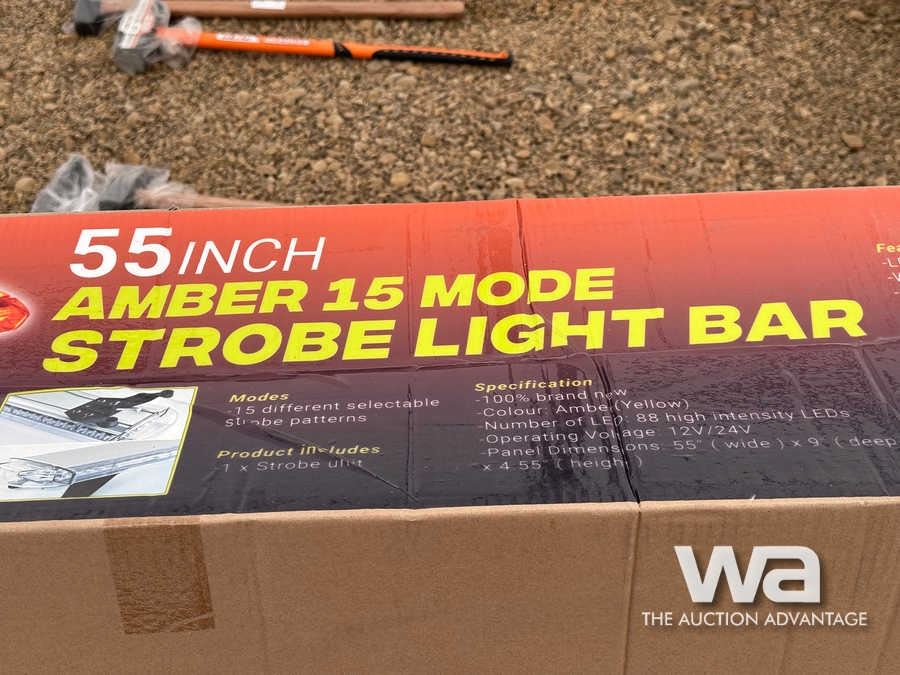 55 INCH
AMBER 15 MODE
STROBE LIGHT BAR
Modes
-15 different selectable
Strobe patterns
Product includes
1 x Strobe unit
Specification
-100% brand new
-Colour: Amber (Yellow)
-Number of LED: 88 high intensity LEDs
-Operating Voltage: 12V/24V
-Panel Dimensions: 55" ( wide ) x 9" ( deep
x 4.55" ( height )
wa
THE AUCTION ADVANTAGE